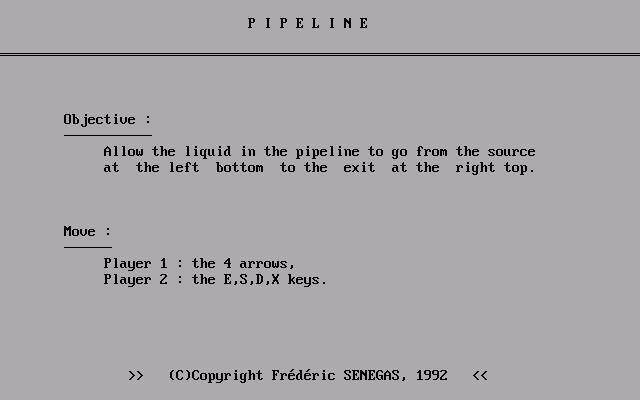 P I P E L I N E
Objective :
Allow the liquid in the pipeline to go from the source
at  the left  bottom  to the  exit  at the  right top.
Move :
Player 1 : the 4 arrows,
Player 2 : the E,S,D,X keys.
>>   (C)Copyright Frédéric SENEGAS, 1992   <<